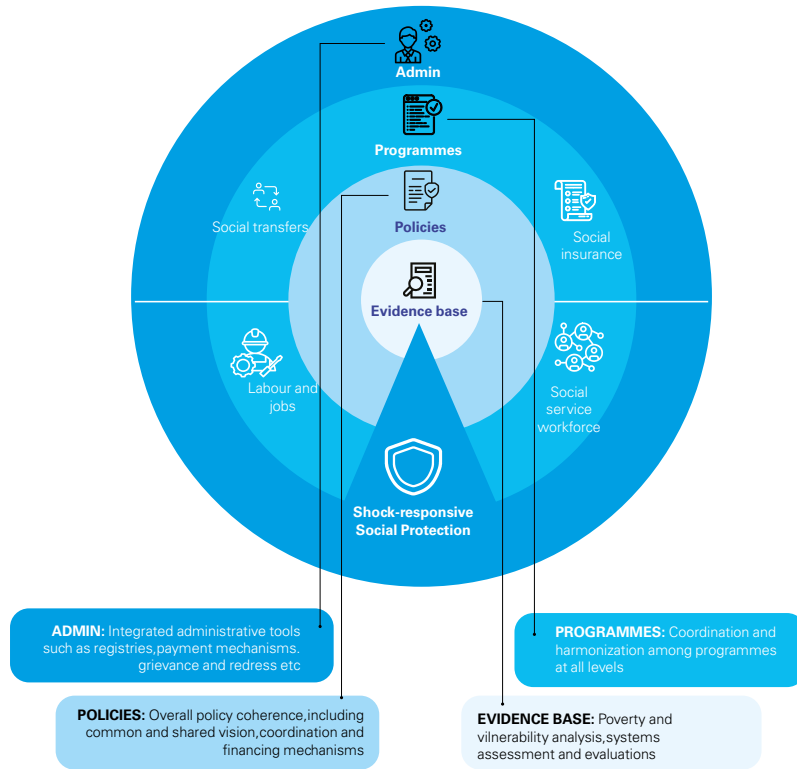 Admin
Programmes
Social transfers
Policies
Social
insurance
Evidence base
Labour and
jobs
Social
service
workforce
Shock-responsive
Social Protection
ADMIN: Integrated administrative tools
such as registries,payment mechanisms.
grievance and redress etc
PROGRAMMES: Coordination and
harmonization among programmes
at all levels
POLICIES: Overall policy coherence,including
common and shared vision,coordination and
financing mechanisms
EVIDENCE BASE: Poverty and
vilnerability analysis,systems
assessment and evaluations